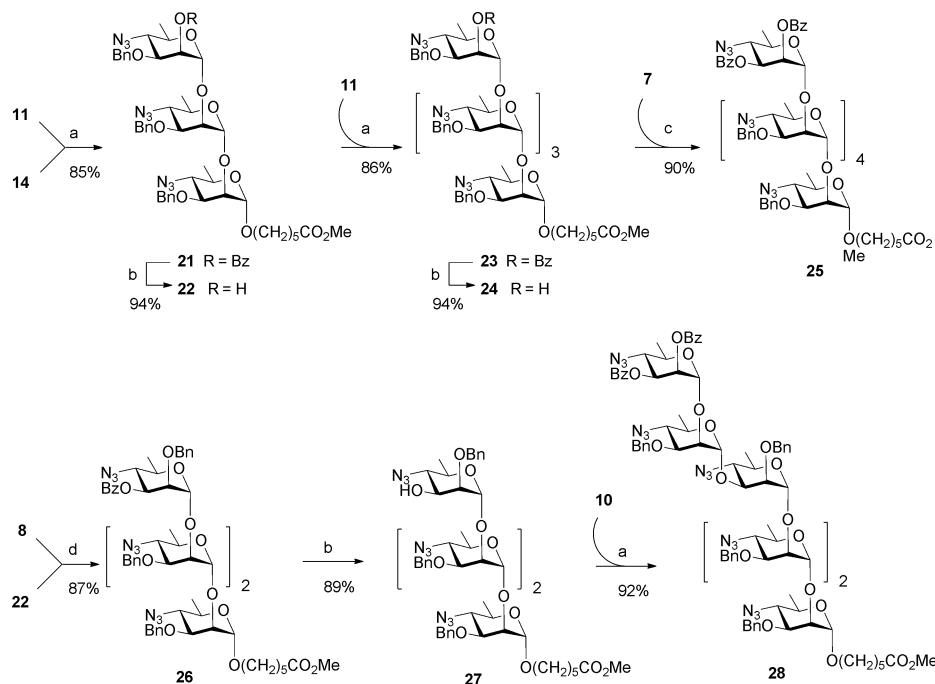 11
14
a
85%
OR
N3
O
BnO
O
N3
O
BnO
O
N3
O
BnO
O(CH2)5CO2Me
21 R = Bz
22 R = H
b
94%
11
a
86%
OR
N3
O
BnO
O
N3
O
BnO
3
O
N3
O
BnO
O(CH2)5CO2Me
23 R = Bz
24 R = H
b
94%
7
c
90%
OBz
N3
O
BzO
O
N3
O
BnO
4
O
N3
O
BnO
O(CH2)5CO2
Me
25
8
22
d
87%
OBn
N3
O
BzO
O
N3
O
BnO
2
O
N3
O
BnO
O(CH2)5CO2Me
26
b
89%
OBn
N3
O
HO
O
N3
O
BnO
2
O
N3
O
BnO
O(CH2)5CO2Me
27
10
a
92%
OBz
N3
O
BzO
O
N3
O
BnO
OBn
N3
O
O
O
N3
O
BnO
2
O
N3
O
BnO
O(CH2)5CO2Me
28